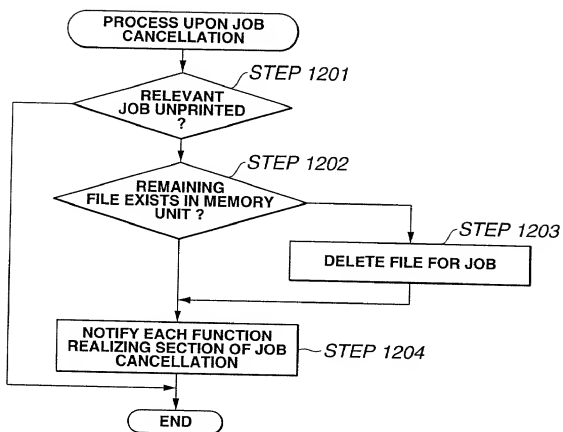 PROCESS UPON JOB
CANCELLATION
STEP 1201
RELEVANT
JOB UNPRINTED
?
STEP 1202
REMAINING
FILE EXISTS IN MEMORY
UNIT ?
STEP 1203
DELETE FILE FOR JOB
NOTIFY EACH FUNCTION
REALIZING SECTION OF JOB
CANCELLATION
STEP 1204
END